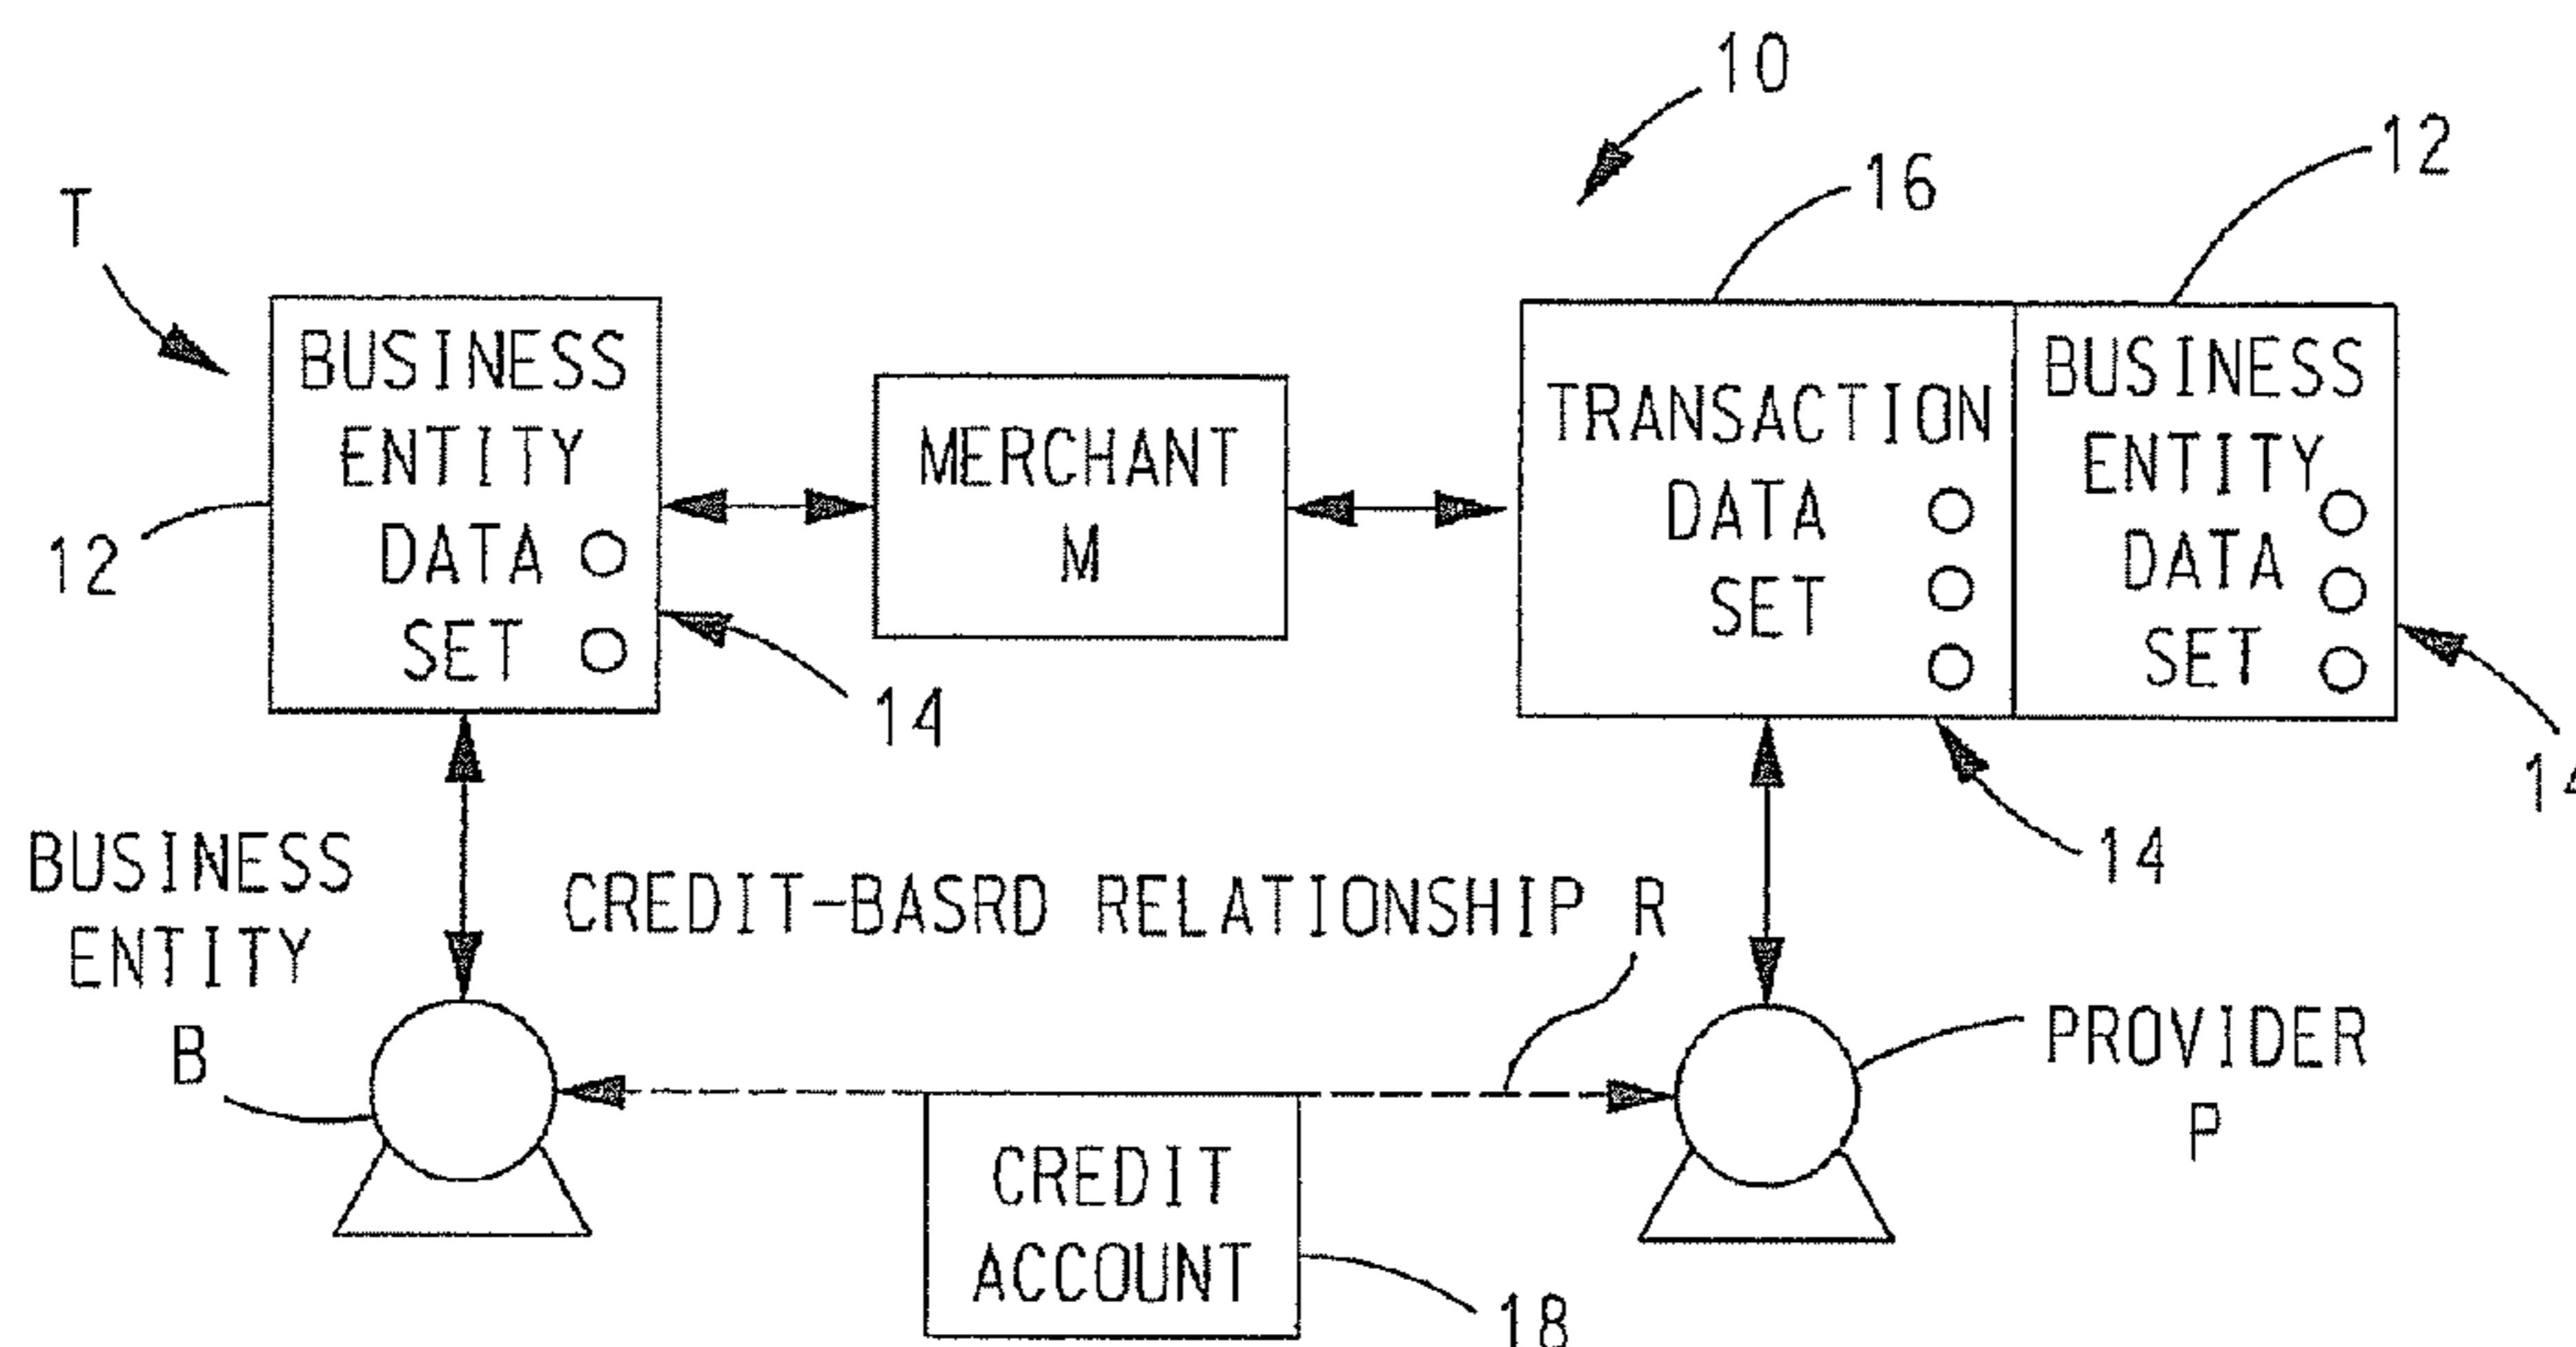 10
12
16
T
BUSINESS
ENTITY
DATA
SET
12
14
MERCHANT
M
TRANSACTION
DATA
SET
BUSINESS
ENTITY
DATA
SET
14
14
BUSINESS
ENTITY
B
CREDIT-BASRD RELATIONSHIP R
PROVIDER
P
CREDIT
ACCOUNT
18